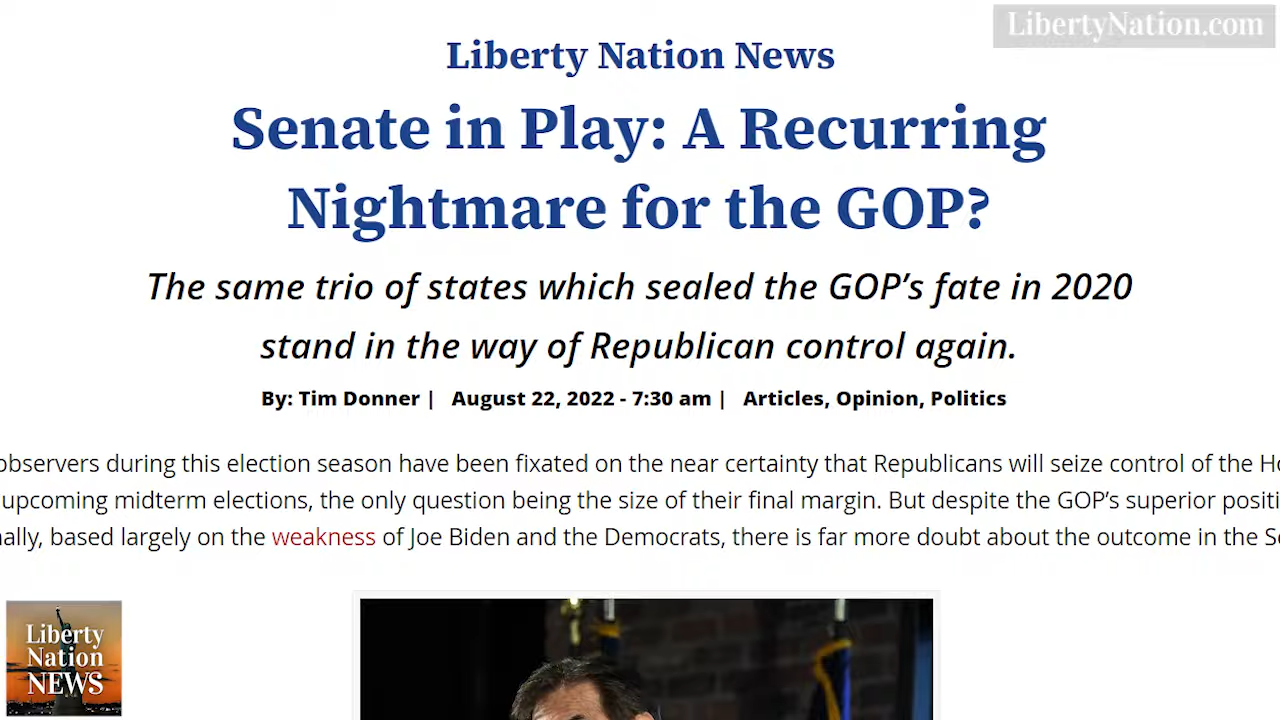 LibertyNation.com
Liberty Nation News
Senate in Play: A Recurring
Nightmare for the GOP?
The same trio of states which sealed the GOP’s fate in 2020
stand in the way of Republican control again.
By: Tim Donner | August 22, 2022 - 7:30 am | Articles, Opinion, Politics
observers during this election season have been fixated on the near certainty that Republicans will seize control of the
upcoming midterm elections, the only question being the size of their final margin. But despite the GOP’s superior
based largely on the weakness of Joe Biden and the Democrats, there is far more doubt about the outcome in the
Liberty
Nation
NEWS